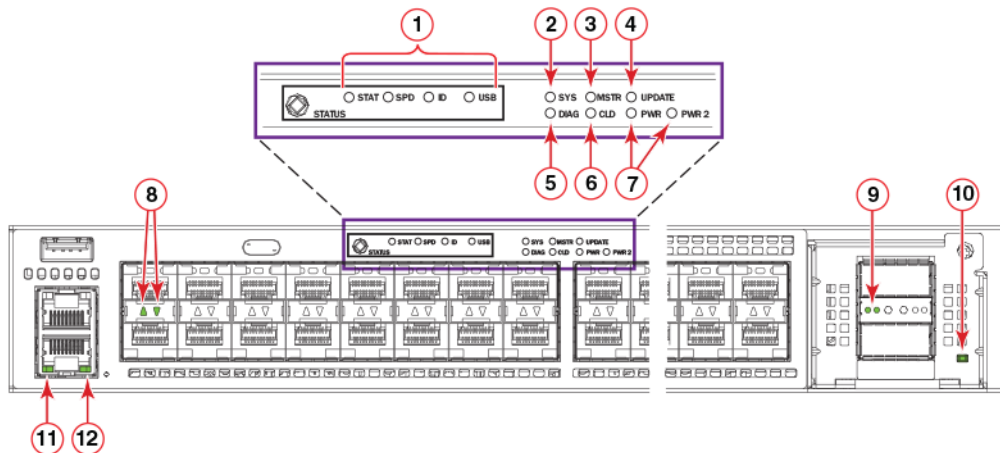 1 2 3 4
STAT SPD ID USB SYS MSTR UPDATE
STATUS DIAG CLD PWR PWR 2
5 6 7
8 9 10
STAT SPD ID USB SYS MSTR UPDATE
STATUS DIAG CLD PWR PWR 2
11 12